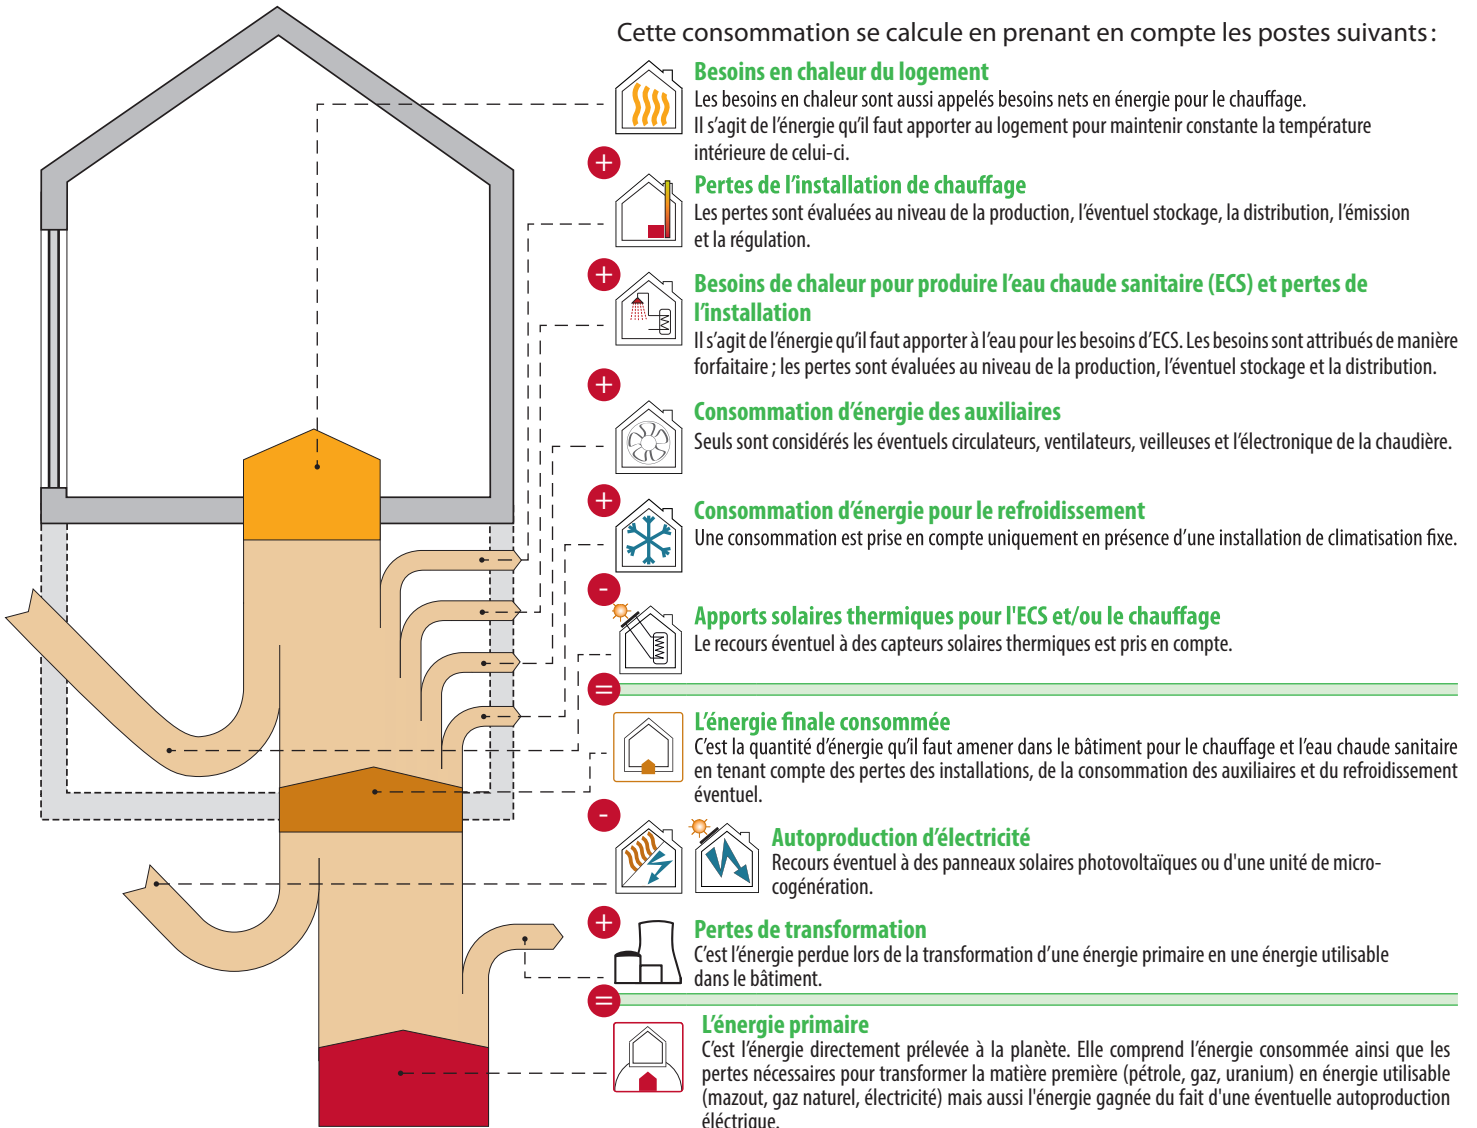 Cette consommation se calcule en prenant en compte les postes suivants :
Besoins en chaleur du logement
Les besoins en chaleur sont aussi appelés besoins nets en énergie pour le chauffage.
Il s’agit de l’énergie qu’il faut apporter au logement pour maintenir constante la température
intérieure de celui-ci.
+
Pertes de l’installation de chauffage
Les pertes sont évaluées au niveau de la production, l’éventuel stockage, la distribution, l’émission
et la régulation.
+
Besoins de chaleur pour produire l’eau chaude sanitaire (ECS) et pertes de
l’installation
Il s’agit de l’énergie qu’il faut apporter à l’eau pour les besoins d’ECS. Les besoins sont attribués de manière
forfaitaire ; les pertes sont évaluées au niveau de la production, l’éventuel stockage et la distribution.
+
Consommation d’énergie des auxiliaires
Seuls sont considérés les éventuels circulateurs, ventilateurs, veilleuses et l’électronique de la chaudière.
+
Consommation d’énergie pour le refroidissement
Une consommation est prise en compte uniquement en présence d’une installation de climatisation fixe.
-
Apports solaires thermiques pour l'ECS et/ou le chauffage
Le recours éventuel à des capteurs solaires thermiques est pris en compte.
=
L’énergie finale consommée
C’est la quantité d’énergie qu’il faut amener dans le bâtiment pour le chauffage et l’eau chaude sanitaire
en tenant compte des pertes des installations, de la consommation des auxiliaires et du refroidissement
éventuel.
-
Autoproduction d’électricité
Recours éventuel à des panneaux solaires photovoltaïques ou d'une unité de micro-
cogénération.
+
Pertes de transformation
C’est l’énergie perdue lors de la transformation d’une énergie primaire en une énergie utilisable
dans le bâtiment.
=
L’énergie primaire
C’est l’énergie directement prélevée à la planète. Elle comprend l’énergie consommée ainsi que les
pertes nécessaires pour transformer la matière première (pétrole, gaz, uranium) en énergie utilisable
(mazout, gaz naturel, électricité) mais aussi l'énergie gagnée du fait d'une éventuelle autoproduction
éléctrique.